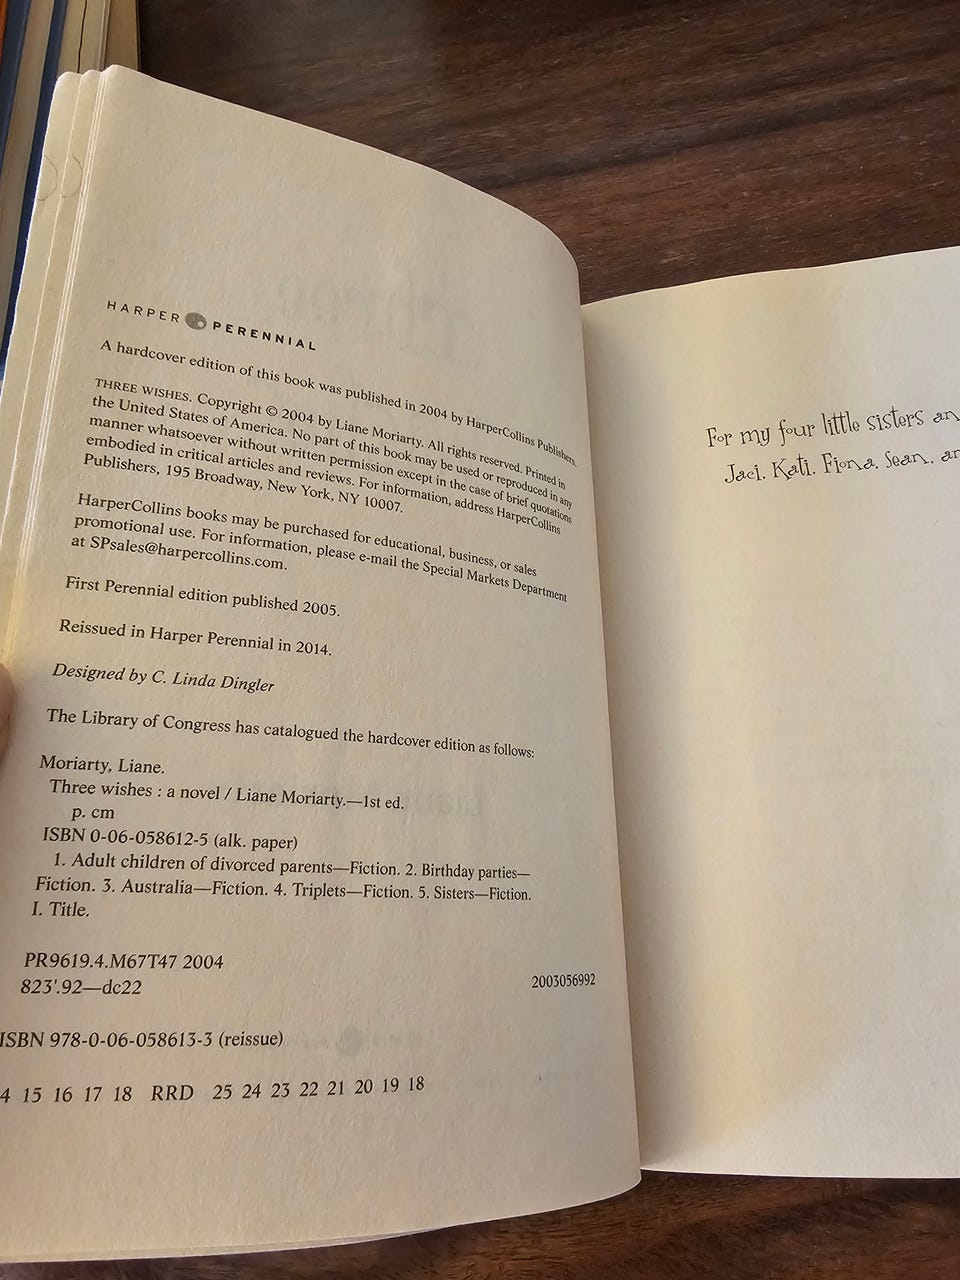 HARPER PERENNIAL
A hardcover edition of this book was published in 2004 by HarperCollins Publishers.
THREE WISHES. Copyright © 2004 by Liane Moriarty. All rights reserved. Printed in
the United States of America. No part of this book may be used or reproduced in any
manner whatsoever without written permission except in the case of brief quotations
embodied in critical articles and reviews. For information, address HarperCollins
Publishers, 195 Broadway, New York, NY 10007.
HarperCollins books may be purchased for educational, business, or sales
promotional use. For information, please e-mail the Special Markets Department
at SPsales@harpercollins.com.
First Perennial edition published 2005.
Reissued in Harper Perennial in 2014.
Designed by C. Linda Dingler
The Library of Congress has catalogued the hardcover edition as follows:
Moriarty, Liane.
Three wishes : a novel / Liane Moriarty.—1st ed.
p. cm
ISBN 0-06-058612-5 (alk. paper)
1. Adult children of divorced parents—Fiction. 2. Birthday parties—
Fiction. 3. Australia—Fiction. 4. Triplets—Fiction. 5. Sisters—Fiction.
I. Title.
PR9619.4.M67T47 2004
823'.92—dc22
2003056992
ISBN 978-0-06-058613-3 (reissue)
4 15 16 17 18 RRD 25 24 23 22 21 20 19 18
For my four little sisters an
Jaci, Kati, Fiona, Sean, an